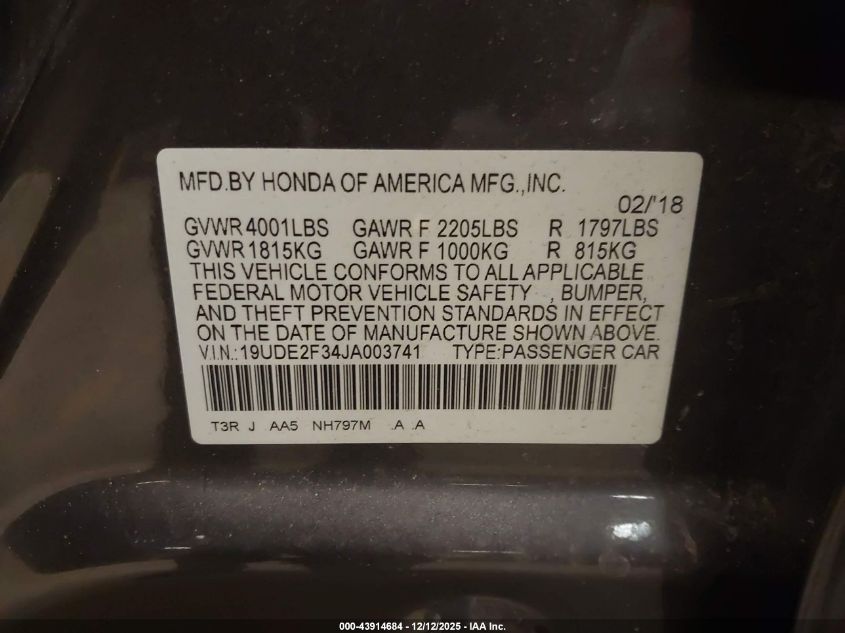 MFD.BY HONDA OF AMERICA MFG.,INC.
02/'18
GVWR 4001LBS GAWR F 2205LBS R 1797LBS
GVWR 1815KG GAWR F 1000KG R 815KG
THIS VEHICLE CONFORMS TO ALL APPLICABLE
FEDERAL MOTOR VEHICLE SAFETY , BUMPER,
AND THEFT PREVENTION STANDARDS IN EFFECT
ON THE DATE OF MANUFACTURE SHOWN ABOVE.
V.I.N.:19UDE2F34JA003741 TYPE:PASSENGER CAR
T3R J AA5 NH797M .A .A
000-43914684 - 12/12/2025 - IAA Inc.